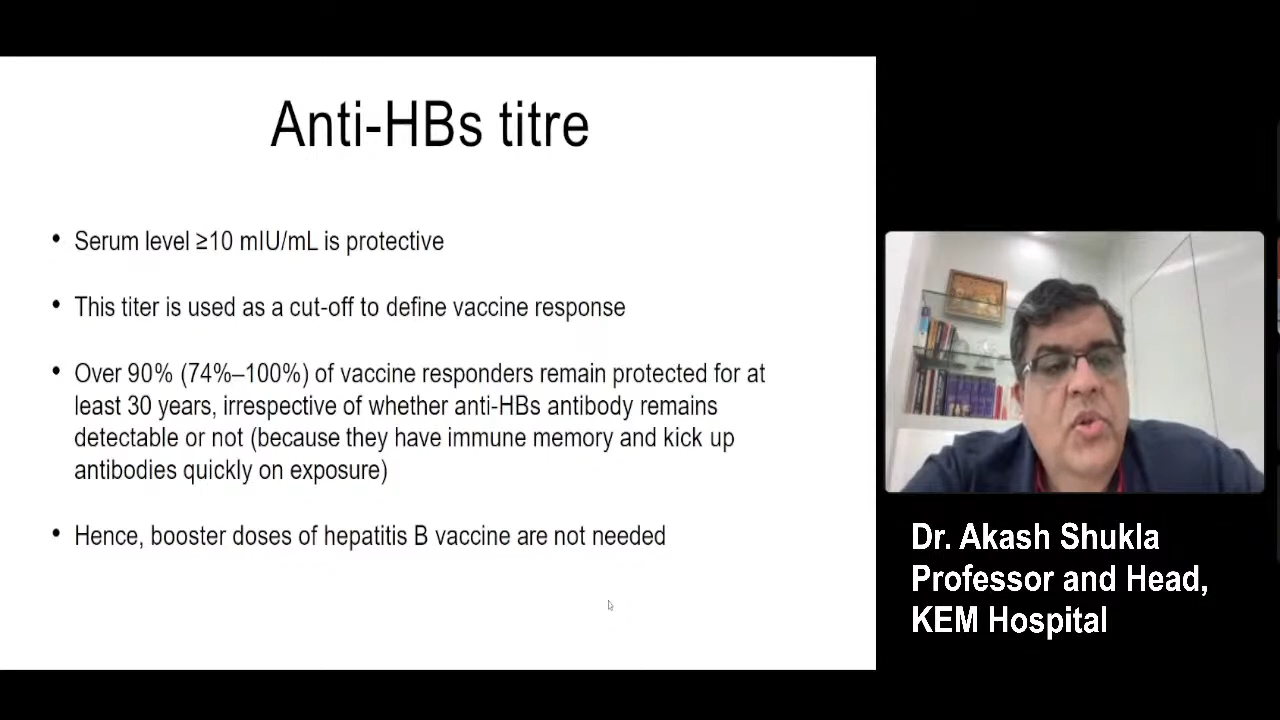 Anti-HBs titre
• Serum level ≥10 mIU/mL is protective
• This titer is used as a cut-off to define vaccine response
• Over 90% (74%–100%) of vaccine responders remain protected for at
least 30 years, irrespective of whether anti-HBs antibody remains
detectable or not (because they have immune memory and kick up
antibodies quickly on exposure)
• Hence, booster doses of hepatitis B vaccine are not needed
Dr. Akash Shukla
Professor and Head,
KEM Hospital